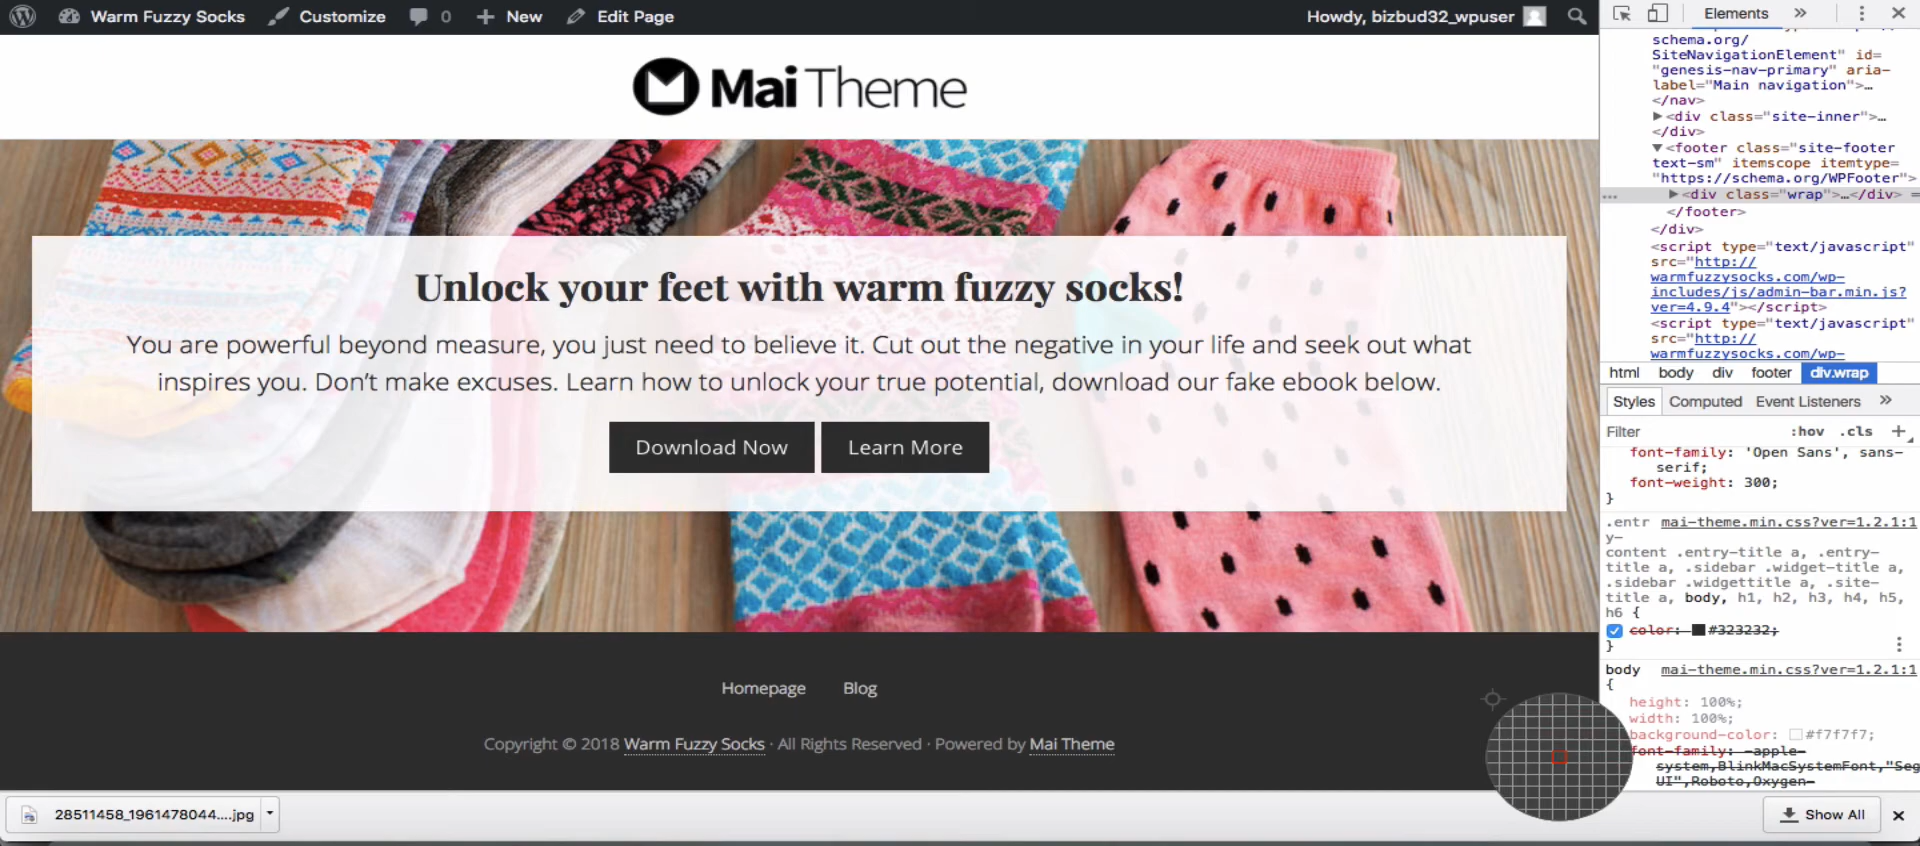 Warm Fuzzy Socks Customize 0 New Edit Page Howdy, bizbud32_wpuser
Mai Theme
Unlock your feet with warm fuzzy socks!
You are powerful beyond measure, you just need to believe it. Cut out the negative in your life and seek out what
inspires you. Don't make excuses. Learn how to unlock your true potential, download our fake ebook below.
Download Now Learn More
Homepage Blog
Copyright © 2018 Warm Fuzzy Socks · All Rights Reserved · Powered by Mai Theme
28511458_1961478044....jpg
Show All
Elements »
schema.org/
SiteNavigationElement" id=
"genesis-nav-primary" aria-
label="Main navigation">…
</nav>
<div class="site-inner">…
</div>
<footer class="site-footer
text-sm" itemscope itemtype=
"https://schema.org/WPFooter">
<div class="wrap">…</div> =
</footer>
</div>
<script type="text/javascript"
src="http://
warmfuzzysocks.com/wp-
includes/js/admin-bar.min.js?
ver=4.9.4"></script>
<script type="text/javascript"
src="http://
warmfuzzysocks.com/wp-
html body div footer div.wrap
Styles Computed Event Listeners »
Filter :hov .cls +
font-family: 'Open Sans', sans-
serif;
font-weight: 300;
}
.entr mai-theme.min.css?ver=1.2.1:1
y-
content .entry-title a, .entry-
title a, .sidebar .widget-title a,
.sidebar .widgettitle a, .site-
title a, body, h1, h2, h3, h4, h5,
h6 {
color: #323232;
}
body mai-theme.min.css?ver=1.2.1:1
{
height: 100%;
width: 100%;
background-color: #f7f7f7;
font-family: -apple-
system,BlinkMacSystemFont,"Seg
UI",Roboto,Oxygen-